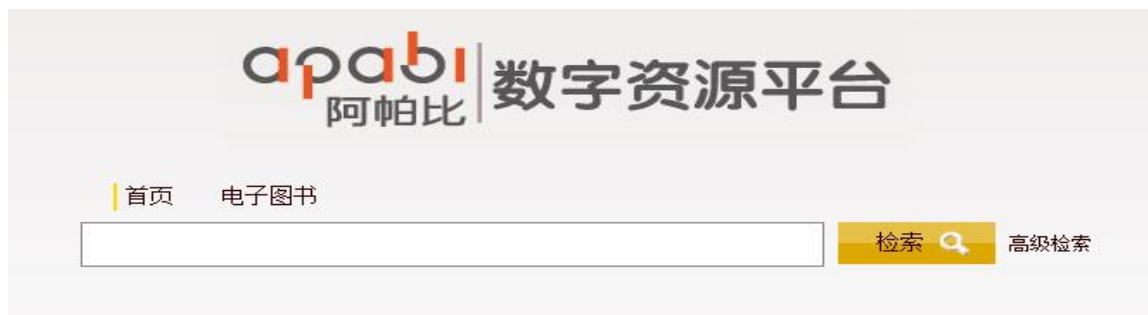 apabi
阿帕比
数字资源平台
首页 电子图书
检索 高级检索